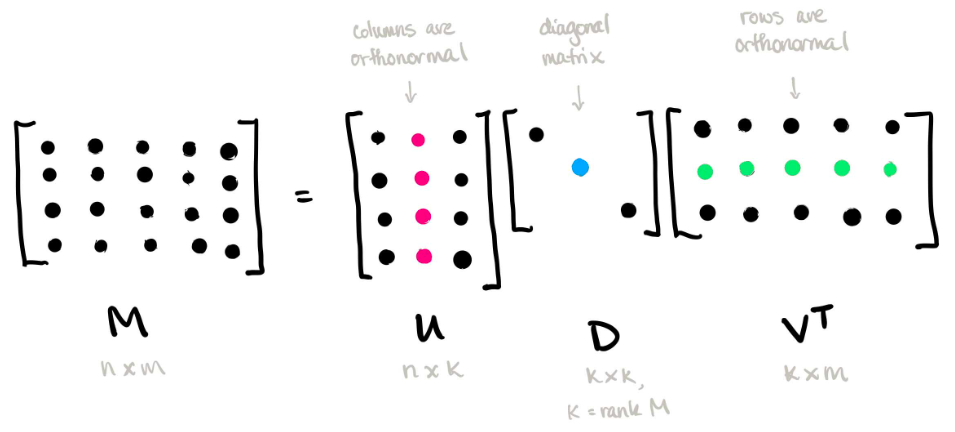 columns are
orthonormal
diagonal
matrix
rows are
orthonormal
=
M
U
D
Vᵀ
n x m
n x k
k x k,
k = rank M
k x m